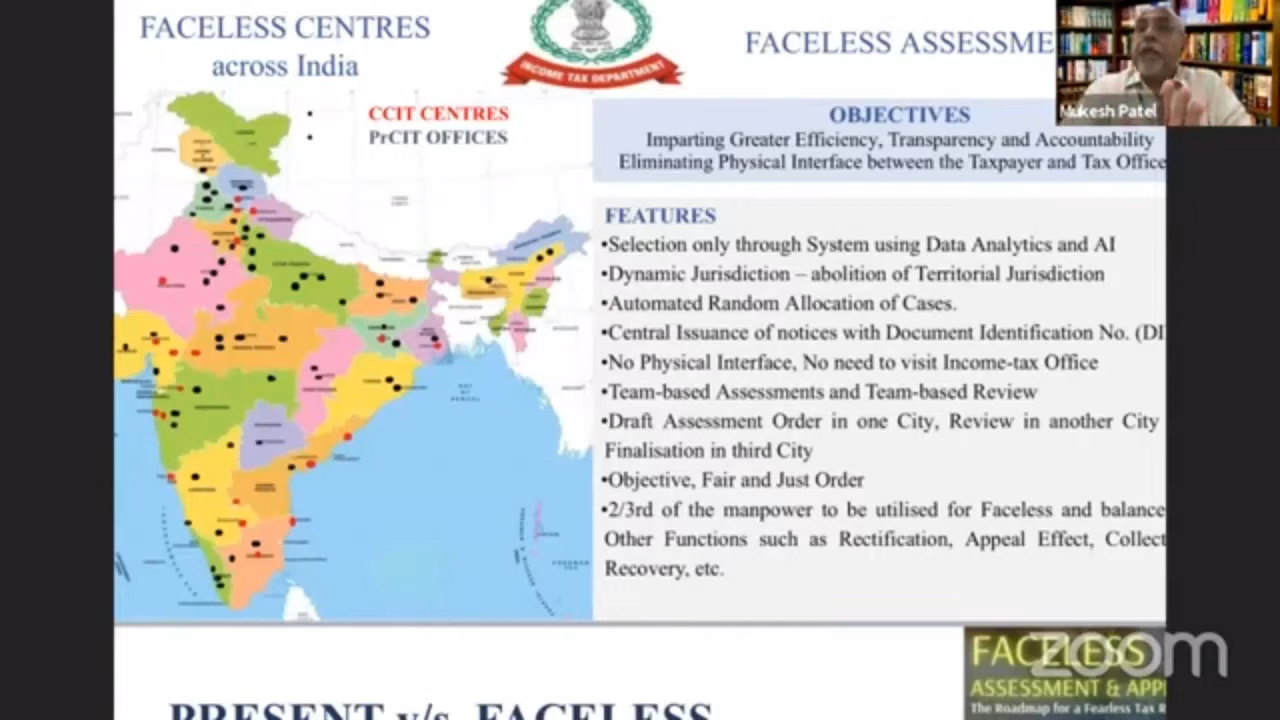 FACELESS CENTRES
across India
INCOME TAX DEPARTMENT
FACELESS ASSESSME
Mukesh Patel
CCIT CENTRES
PrCIT OFFICES
OBJECTIVES
Imparting Greater Efficiency, Transparency and Accountability
Eliminating Physical Interface between the Taxpayer and Tax Office
FEATURES
•Selection only through System using Data Analytics and AI
•Dynamic Jurisdiction – abolition of Territorial Jurisdiction
•Automated Random Allocation of Cases.
•Central Issuance of notices with Document Identification No. (DI
•No Physical Interface, No need to visit Income-tax Office
•Team-based Assessments and Team-based Review
•Draft Assessment Order in one City, Review in another City
Finalisation in third City
•Objective, Fair and Just Order
•2/3rd of the manpower to be utilised for Faceless and balance
Other Functions such as Rectification, Appeal Effect, Collect
Recovery, etc.
PRESENT v/s. FACELESS
FACELESS
zoom
ASSESSMENT & APP
The Roadmap for a Fearless Tax R